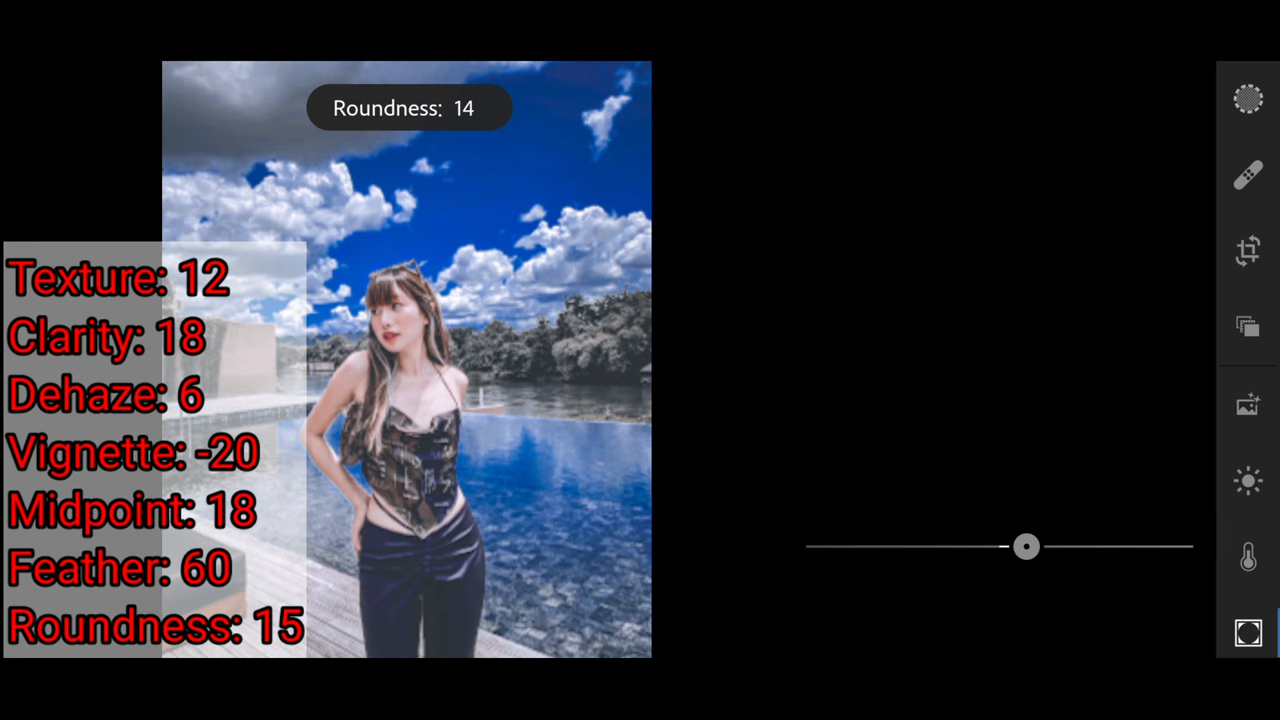 Roundness: 14
Texture: 12
Clarity: 18
Dehaze: 6
Vignette: -20
Midpoint: 18
Feather: 60
Roundness: 15